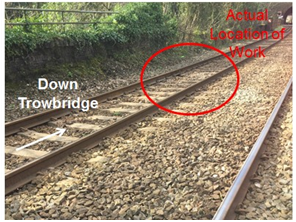 Actual
Location of
Work
Down
Trowbridge